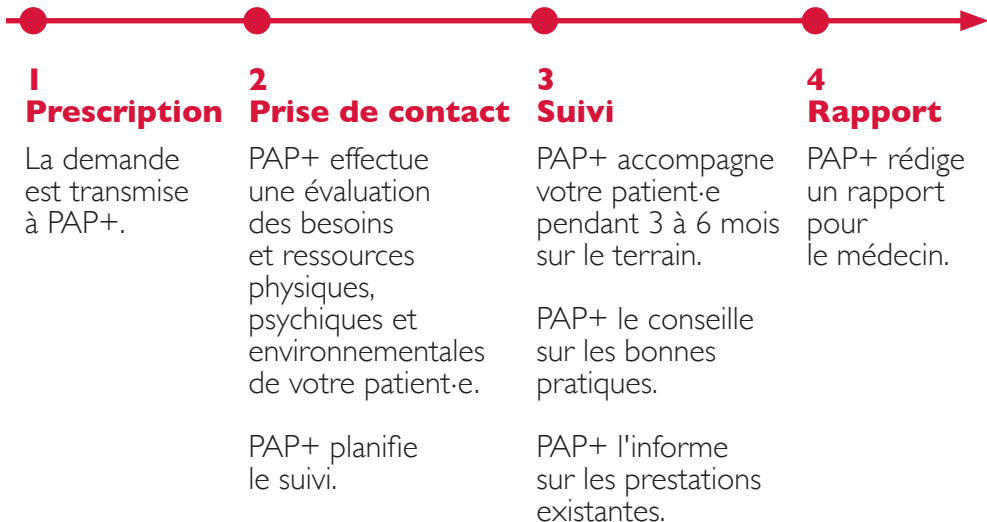 1
Prescription
La demande
est transmise
à PAP+.
2
Prise de contact
PAP+ effectue
une évaluation
des besoins
et ressources
physiques,
psychiques et
environnementales
de votre patient·e.
PAP+ planifie
le suivi.
3
Suivi
PAP+ accompagne
votre patient·e
pendant 3 à 6 mois
sur le terrain.
PAP+ le conseille
sur les bonnes
pratiques.
PAP+ l'informe
sur les prestations
existantes.
4
Rapport
PAP+ rédige
un rapport
pour
le médecin.